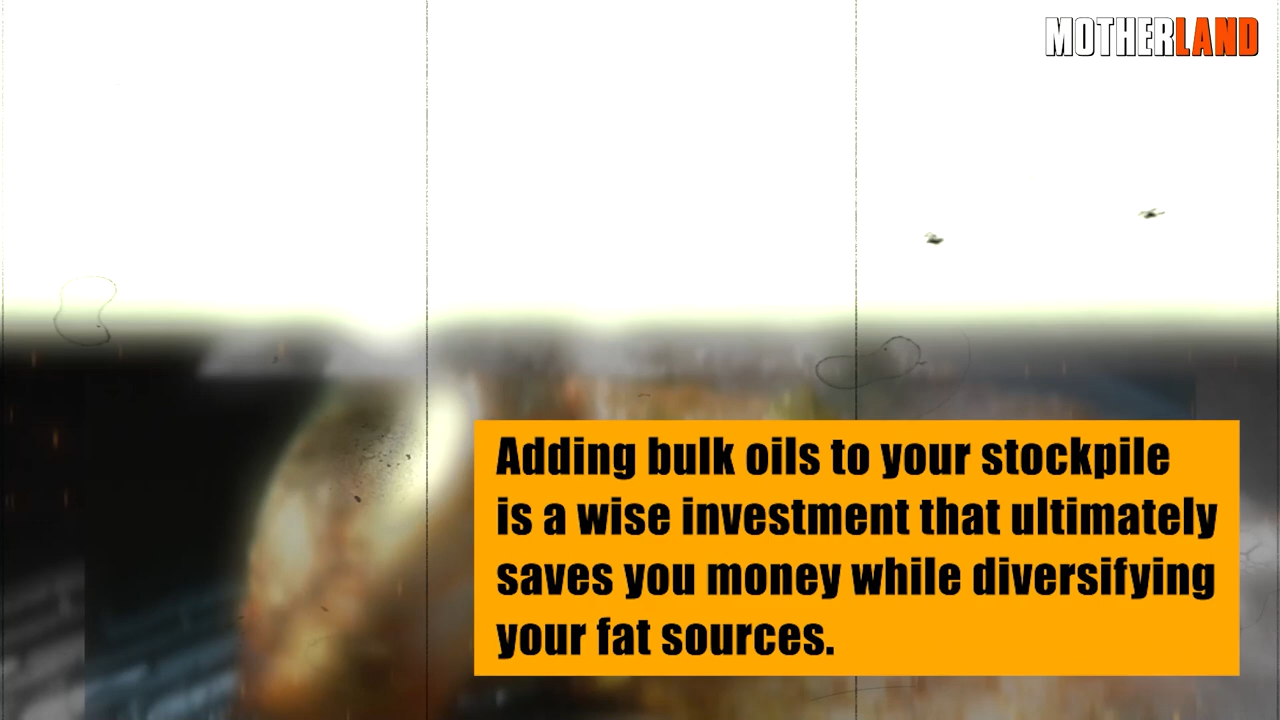 MOTHERLAND
Adding bulk oils to your stockpile
is a wise investment that ultimately
saves you money while diversifying
your fat sources.